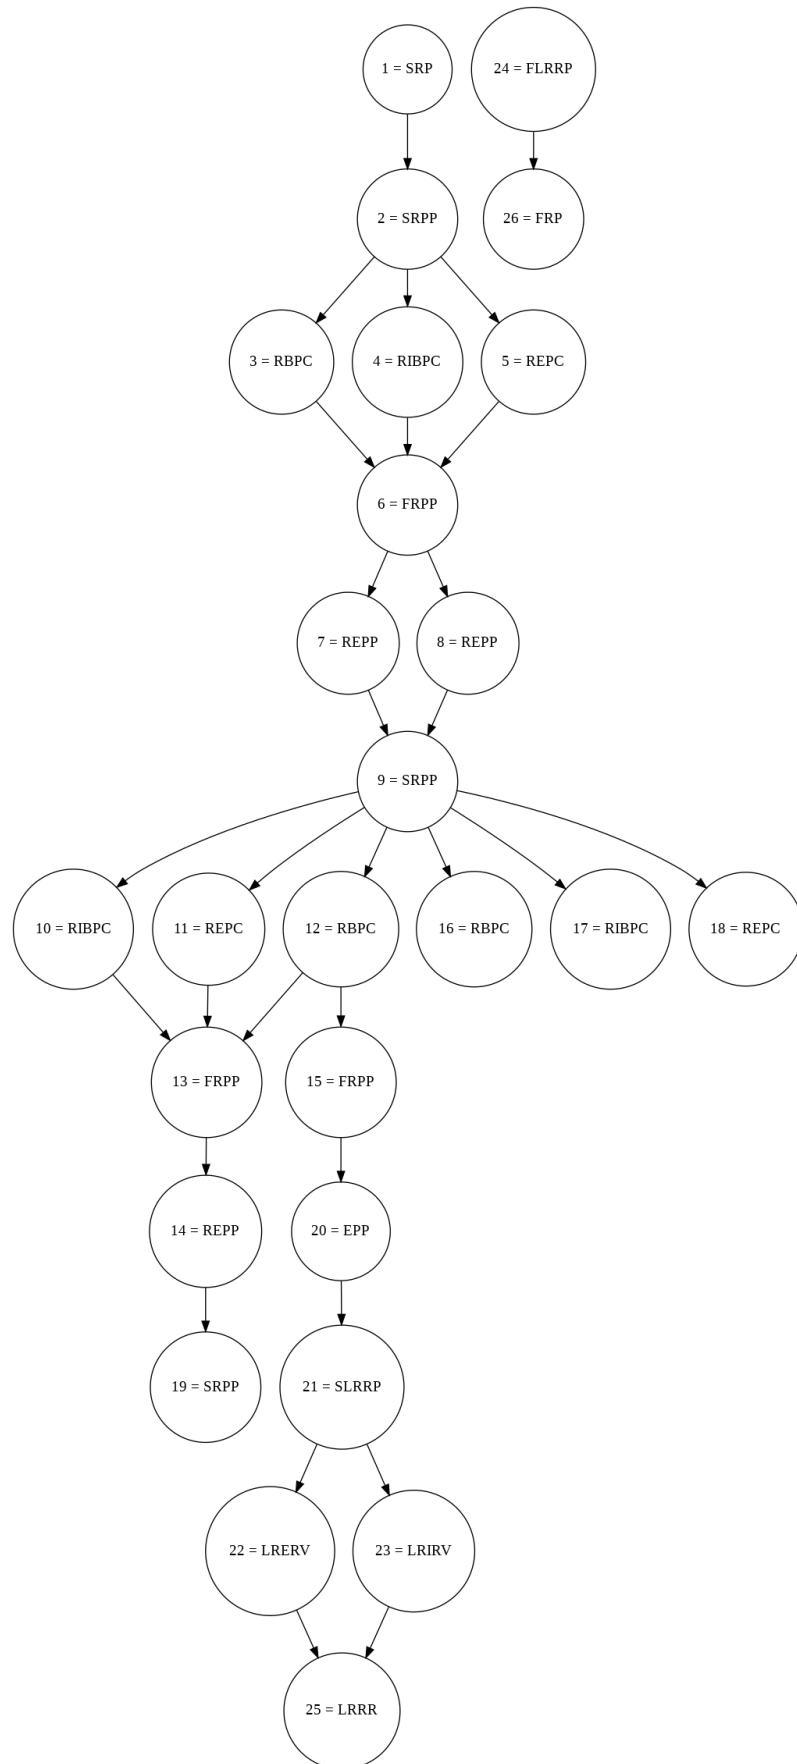 1 = SRP
24 = FLRRP
2 = SRPP
26 = FRP
3 = RBPC
4 = RIBPC
5 = REPC
6 = FRPP
7 = REPP
8 = REPP
9 = SRPP
10 = RIBPC
11 = REPC
12 = RBPC
16 = RBPC
17 = RIBPC
18 = REPC
13 = FRPP
15 = FRPP
14 = REPP
20 = EPP
19 = SRPP
21 = SLRRP
22 = LRERV
23 = LRIRV
25 = LRRR